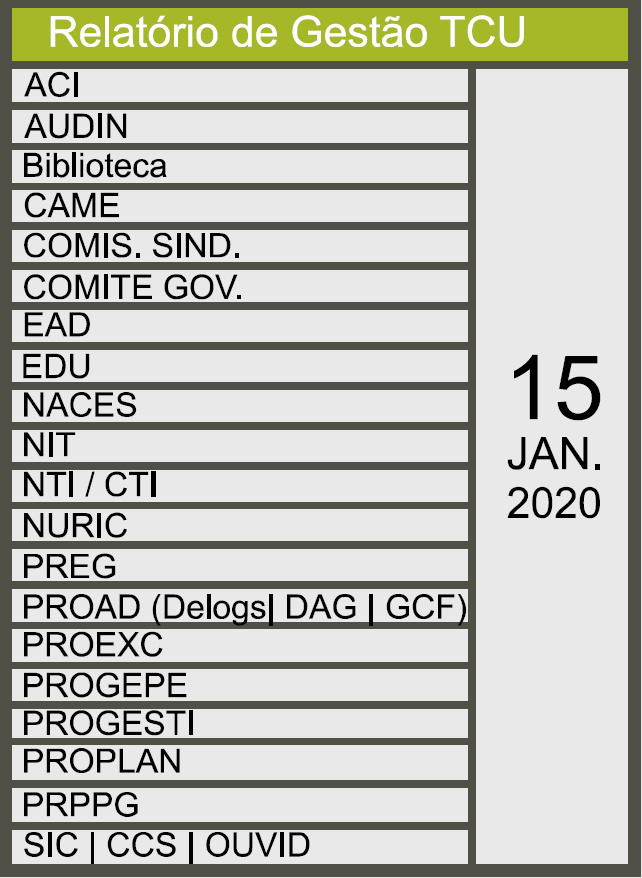 Relatório de Gestão TCU
ACI
AUDIN
Biblioteca
CAME
COMIS. SIND.
COMITE GOV.
EAD
EDU
NACES
NIT
NTI / CTI
NURIC
PREG
PROAD (Delogs| DAG | GCF)
PROEXC
PROGEPE
PROGESTI
PROPLAN
PRPPG
SIC | CCS | OUVID
15
JAN.
2020